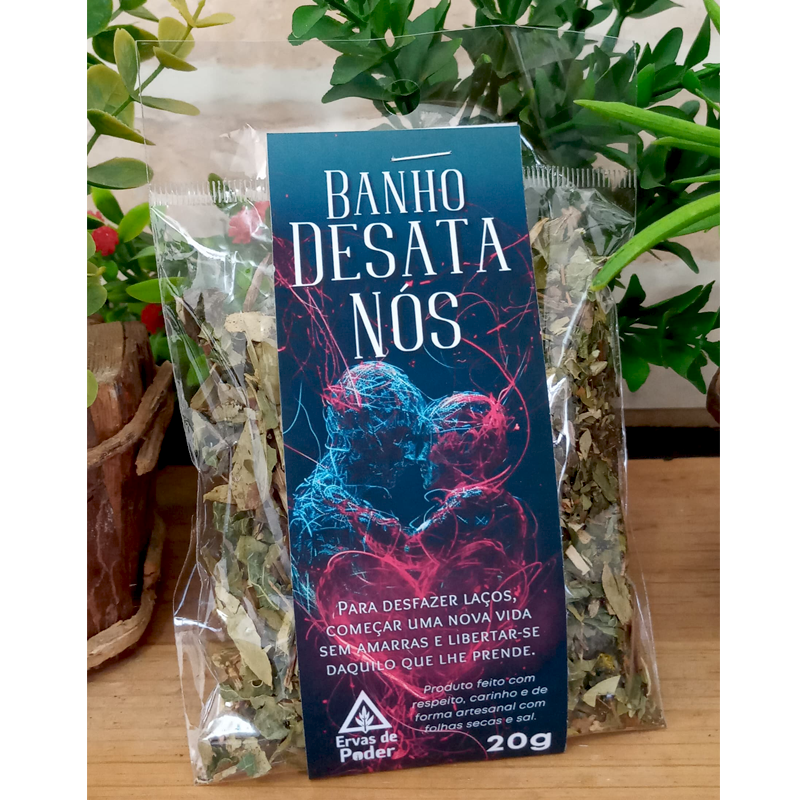 BANHO
DESATA
NÓS
PARA DESFAZER LAÇOS,
COMEÇAR UMA NOVA VIDA
SEM AMARRAS E LIBERTAR-SE
DAQUILO QUE LHE PRENDE.
Produto feito com
respeito, carinho e de
forma artesanal com
folhas secas e sal.
Ervas de
Poder
20g